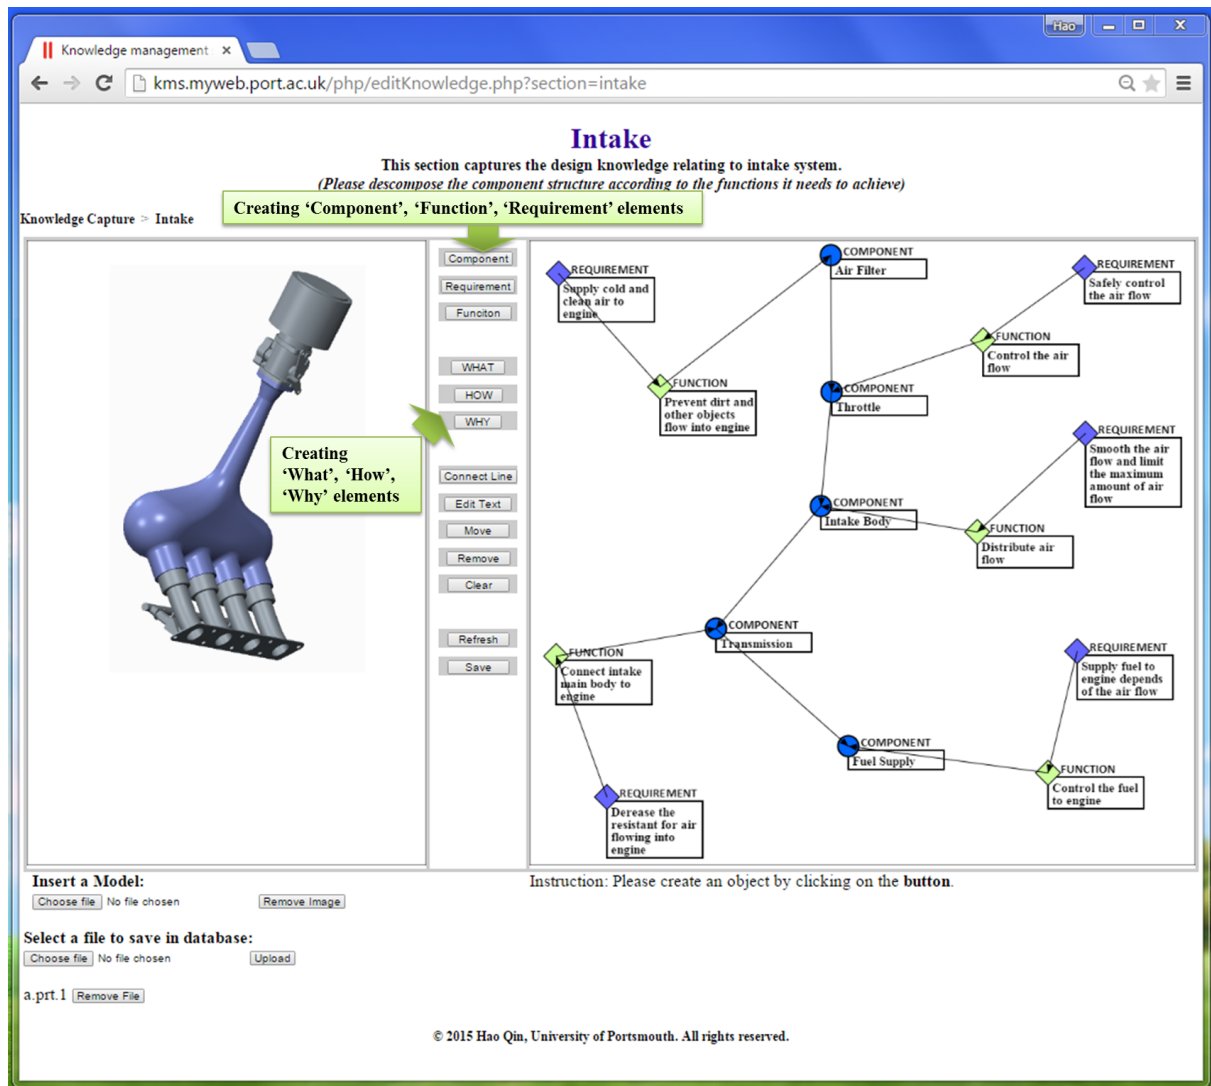 Hao
Knowledge management
kms.myweb.port.ac.uk/php/editKnowledge.php?section=intake
Intake
This section captures the design knowledge relating to intake system.
(Please descompose the component structure according to the functions it needs to achieve)
Creating ‘Component’, ‘Function’, ‘Requirement’ elements
Knowledge Capture > Intake
Component
Requirement
Funciton
WHAT
HOW
WHY
Creating
‘What’, ‘How’,
‘Why’ elements
Connect Line
Edit Text
Move
Remove
Clear
Refresh
Save
COMPONENT
Air Filter
REQUIREMENT
Supply cold and
clean air to
engine
REQUIREMENT
Safely control
the air flow
FUNCTION
Control the air
flow
FUNCTION
Prevent dirt and
other objects
flow into engine
COMPONENT
Throttle
REQUIREMENT
Smooth the air
flow and limit
the maximum
amount of air
flow
COMPONENT
Intake Body
FUNCTION
Distribute air
flow
COMPONENT
Transmission
FUNCTION
Connect intake
main body to
engine
REQUIREMENT
Supply fuel to
engine depends
of the air flow
COMPONENT
Fuel Supply
FUNCTION
Control the fuel
to engine
REQUIREMENT
Derease the
resistant for air
flowing into
engine
Insert a Model:
Choose file No file chosen Remove Image
Instruction: Please create an object by clicking on the button.
Select a file to save in database:
Choose file No file chosen Upload
a.prt.1 Remove File
© 2015 Hao Qin, University of Portsmouth. All rights reserved.